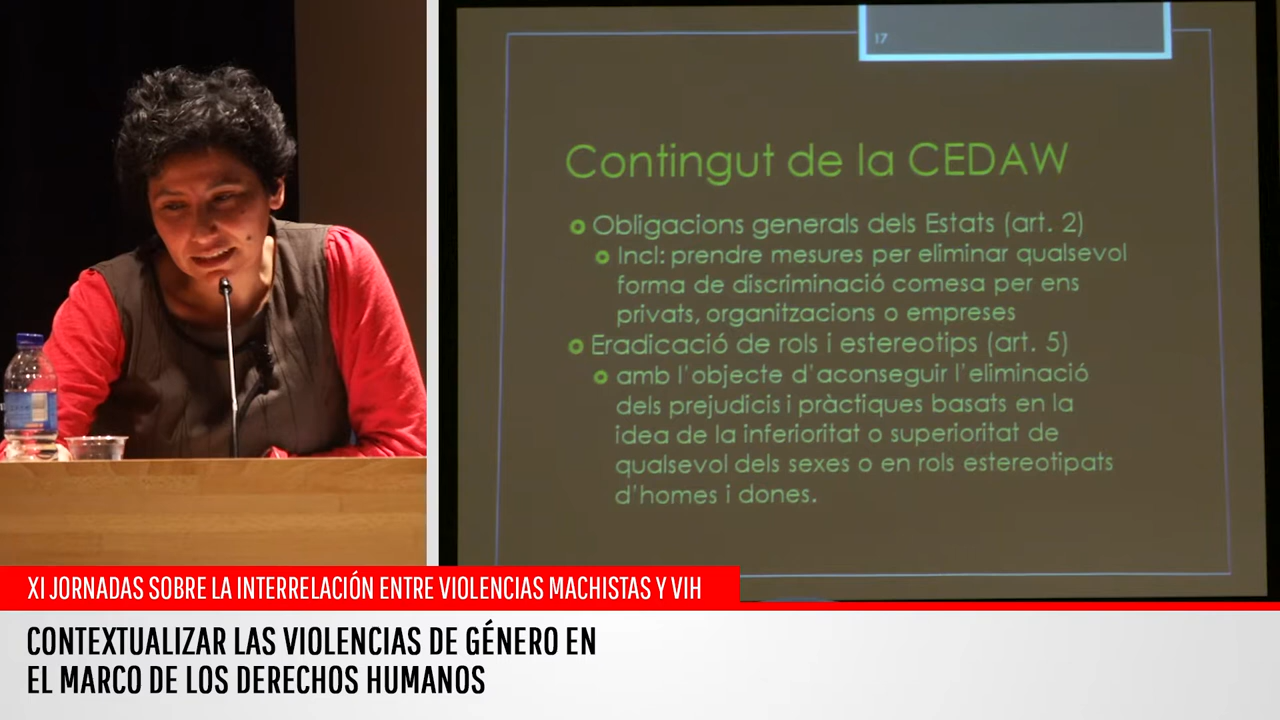 17
Contingut de la CEDAW
Obligacions generals dels Estats (art. 2)
Incl: prendre mesures per eliminar qualsevol
forma de discriminació comesa per ens
privats, organitzacions o empreses
Eradicació de rols i estereotips (art. 5)
amb l'objecte d'aconseguir l'eliminació
dels prejudicis i pràctiques basats en la
idea de la inferioritat o superioritat de
qualsevol dels sexes o en rols estereotipats
d'homes i dones.
XI JORNADAS SOBRE LA INTERRELACIÓN ENTRE VIOLENCIAS MACHISTAS Y VIH
CONTEXTUALIZAR LAS VIOLENCIAS DE GÉNERO EN
EL MARCO DE LOS DERECHOS HUMANOS